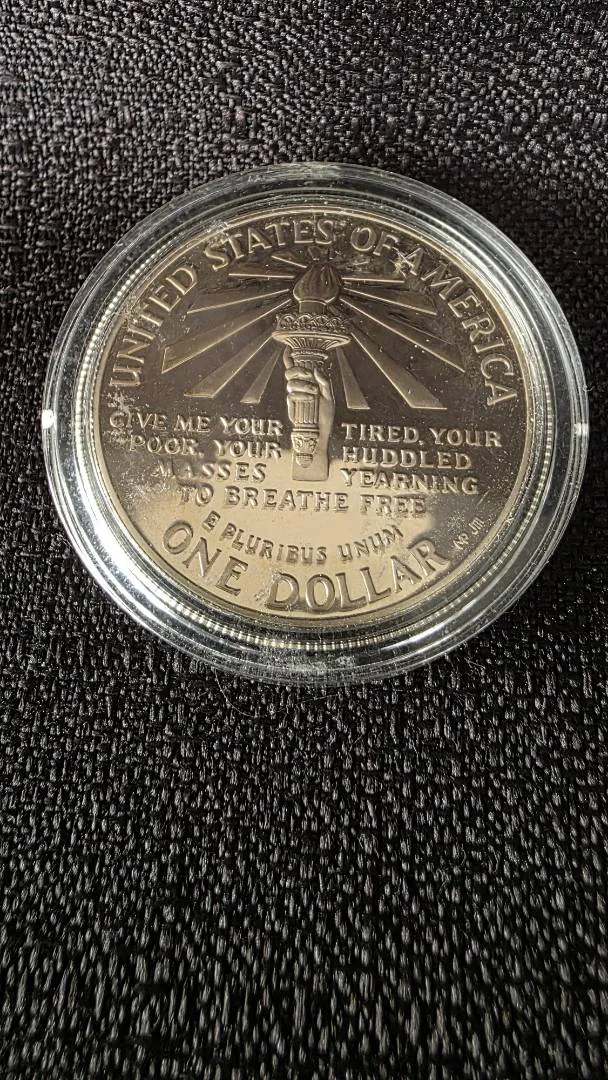 UNITED STATES OF AMERICA
GIVE ME YOUR TIRED, YOUR
POOR, YOUR HUDDLED
MASSES YEARNING
TO BREATHE FREE
E PLURIBUS UNUM
ONE DOLLAR